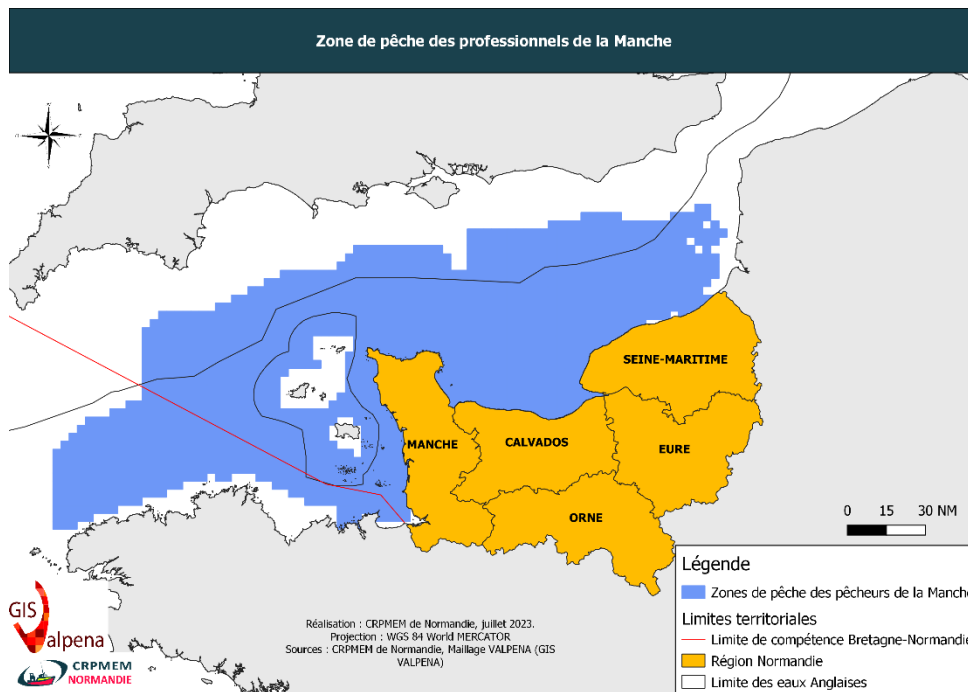 Zone de pêche des professionnels de la Manche
SEINE-MARITIME
MANCHE
CALVADOS
EURE
ORNE
0 15 30 NM
Légende
Zones de pêche des pêcheurs de la Manche
Limites territoriales
Limite de compétence Bretagne-Normandie
Région Normandie
Limite des eaux Anglaises
Réalisation : CRPMEM de Normandie, juillet 2023.
Projection : WGS 84 World MERCATOR
Sources : CRPMEM de Normandie, Maillage VALPENA (GIS
VALPENA)
GIS
Valpena
CRPMEM
NORMANDIE